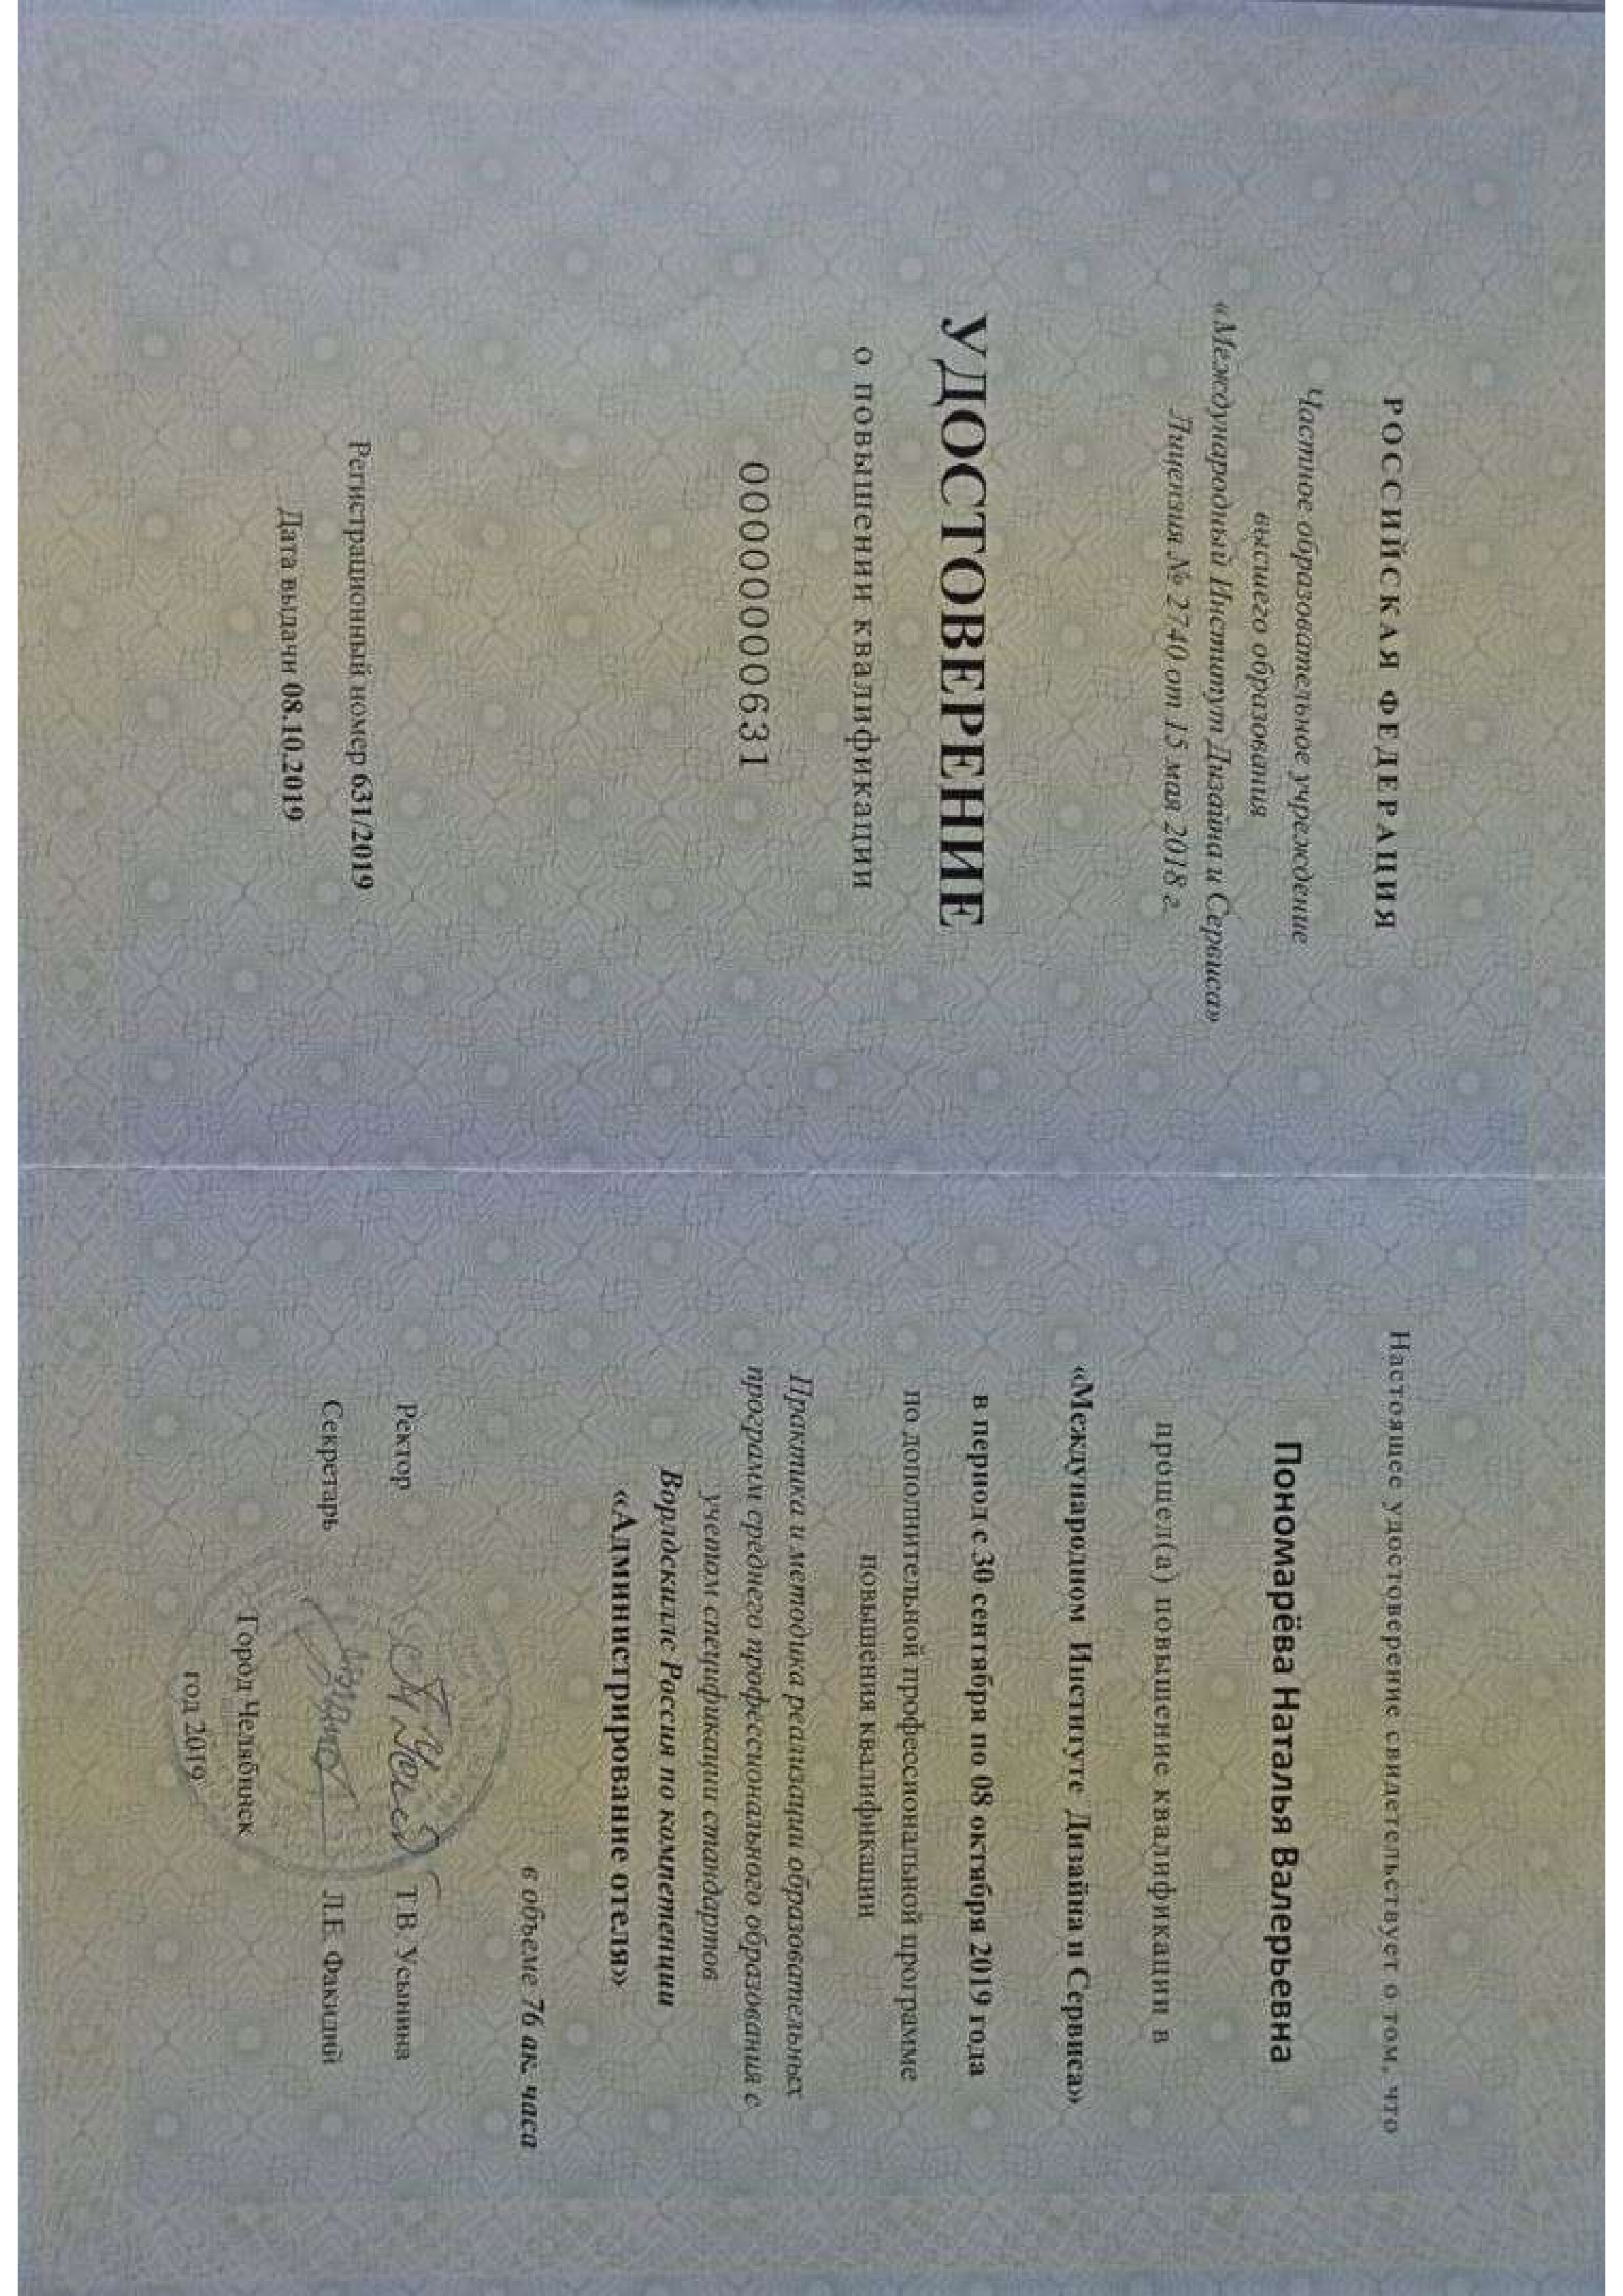 РОССИЙСКАЯ ФЕДЕРАЦИЯ
Частное образовательное учреждение
высшего образования
«Международный Институт Дизайна и Сервиса»
Лицензия № 2740 от 15 мая 2018 г.
УДОСТОВЕРЕНИЕ
о повышении квалификации
00000000631
Регистрационный номер 631/2019
Дата выдачи 08.10.2019
Настоящее удостоверение свидетельствует о том, что
Пономарёва Наталья Валерьевна
прошел(а) повышение квалификации в
«Международном Институте Дизайна и Сервиса»
в период с 30 сентября по 08 октября 2019 года
по дополнительной профессиональной программе
повышения квалификации
Практика и методика реализации образовательных
программ среднего профессионального образования с
учетом спецификации стандартов
Ворлдскиллс Россия по компетенции
«Администрирование отеля»
в объеме 76 ак. часа
Ректор Т.В. Усынина
Секретарь Л.Е. Факидий
Город Челябинск
год 2019